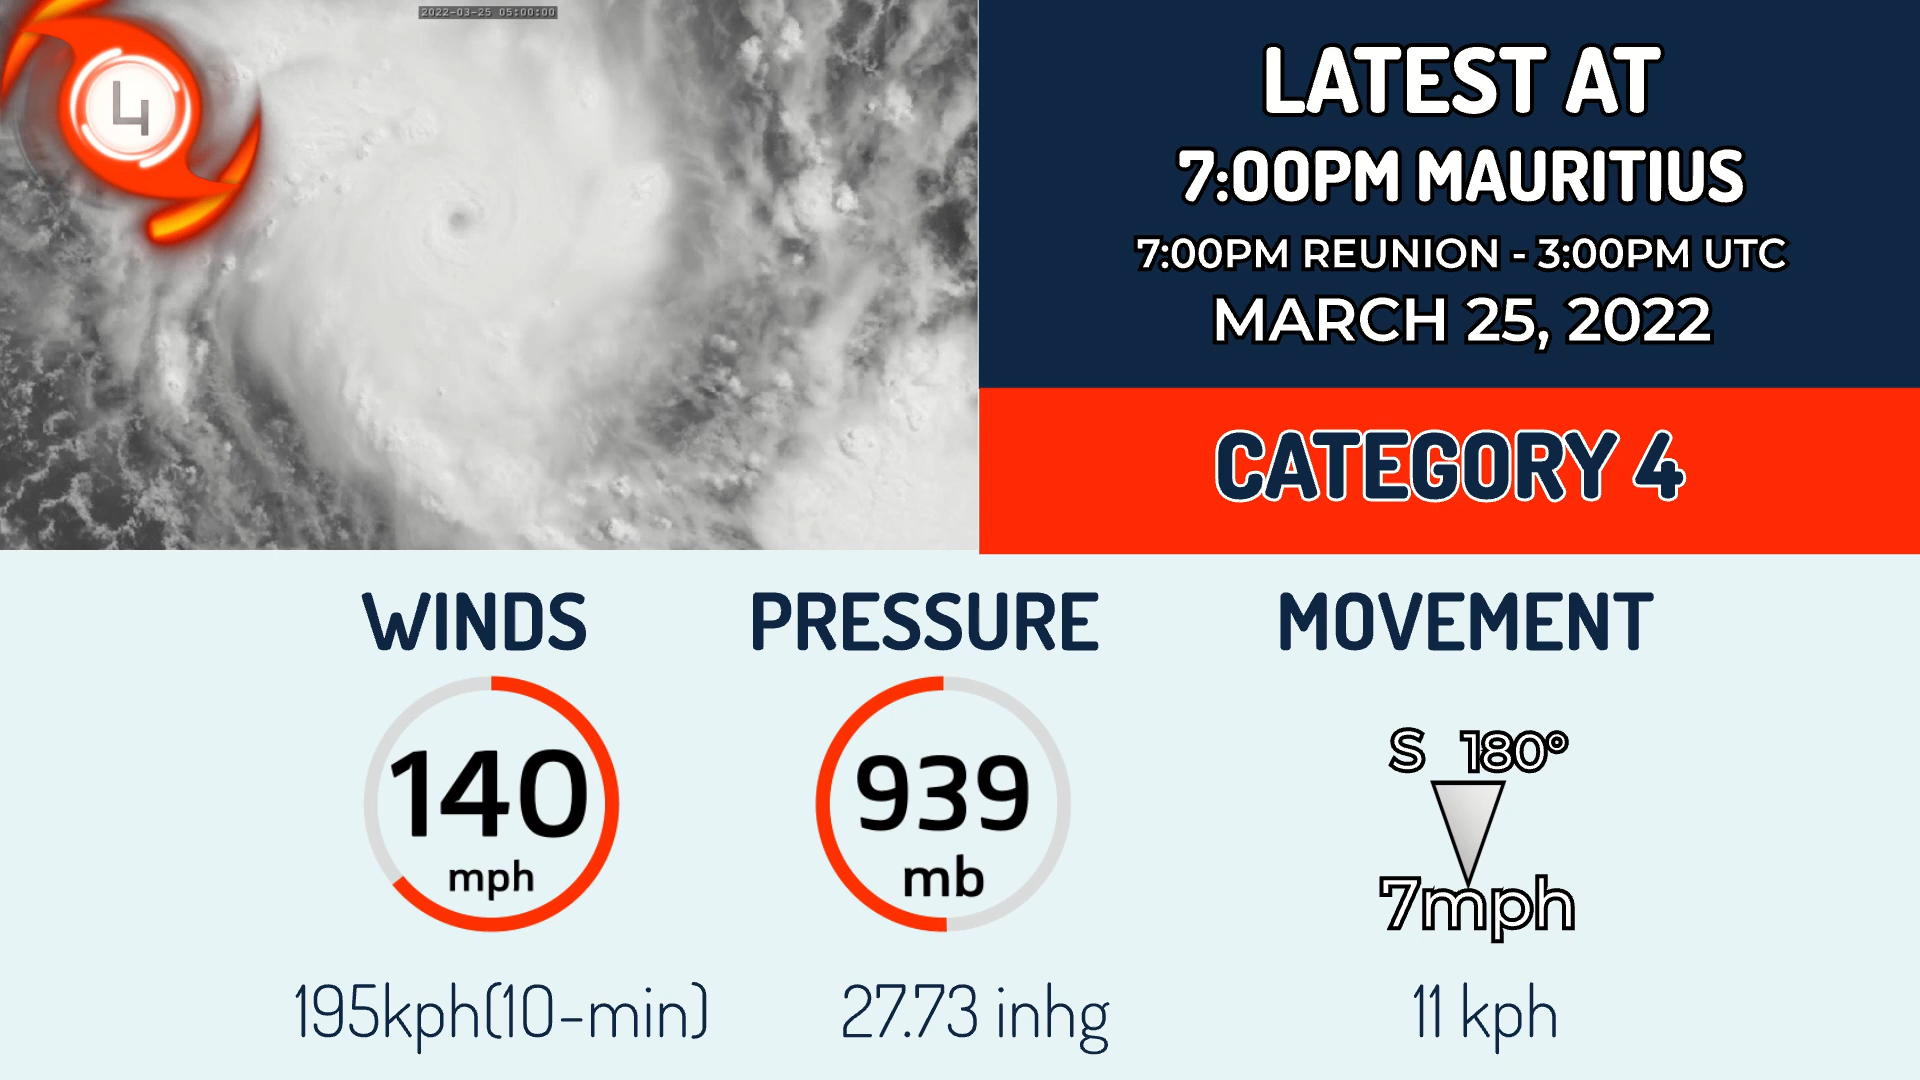 2022-03-25 05:00:00
4
LATEST AT
7:00PM MAURITIUS
7:00PM REUNION - 3:00PM UTC
MARCH 25, 2022
CATEGORY 4
WINDS
140
mph
195kph(10-min)
PRESSURE
939
mb
27.73 inhg
MOVEMENT
S 180°
7mph
11 kph